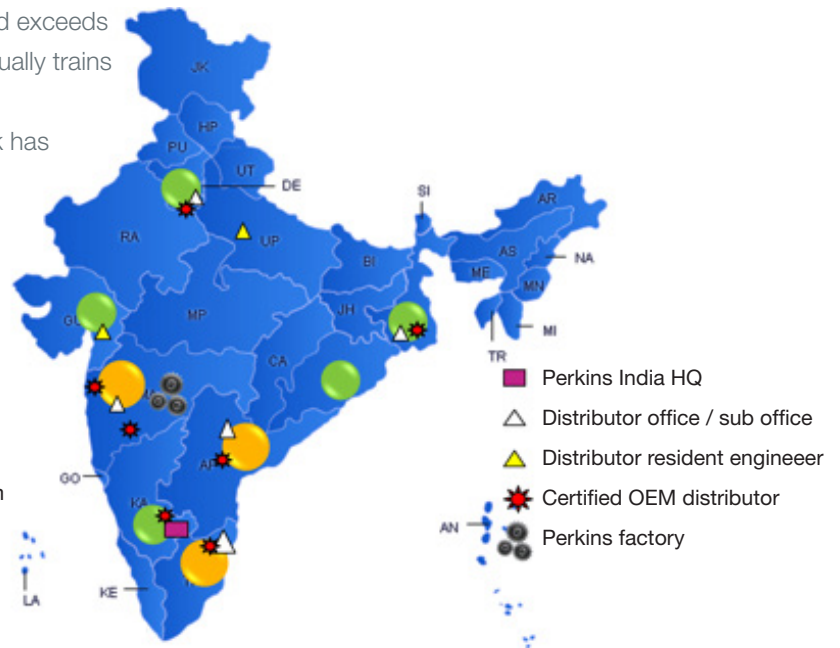 d exceeds
ually trains
k has
JK
HP
PU
UT
DE
SI
AR
RA
UP
AS
NA
BI
ME
MN
GU
MP
JH
MI
CA
TR
Perkins India HQ
Distributor office / sub office
Distributor resident engineeer
AP
GO
n
Certified OEM distributor
KA
AN
Perkins factory
KE
LA